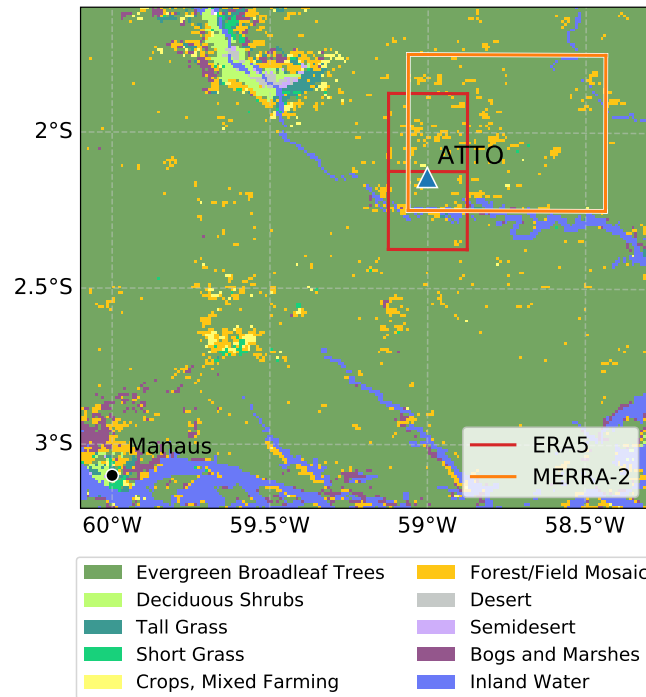 2°S
ATTO
2.5°S
3°S
Manaus
ERA5
MERRA-2
60°W 59.5°W 59°W 58.5°W
Evergreen Broadleaf Trees
Deciduous Shrubs
Tall Grass
Short Grass
Crops, Mixed Farming
Forest/Field Mosaic
Desert
Semidesert
Bogs and Marshes
Inland Water